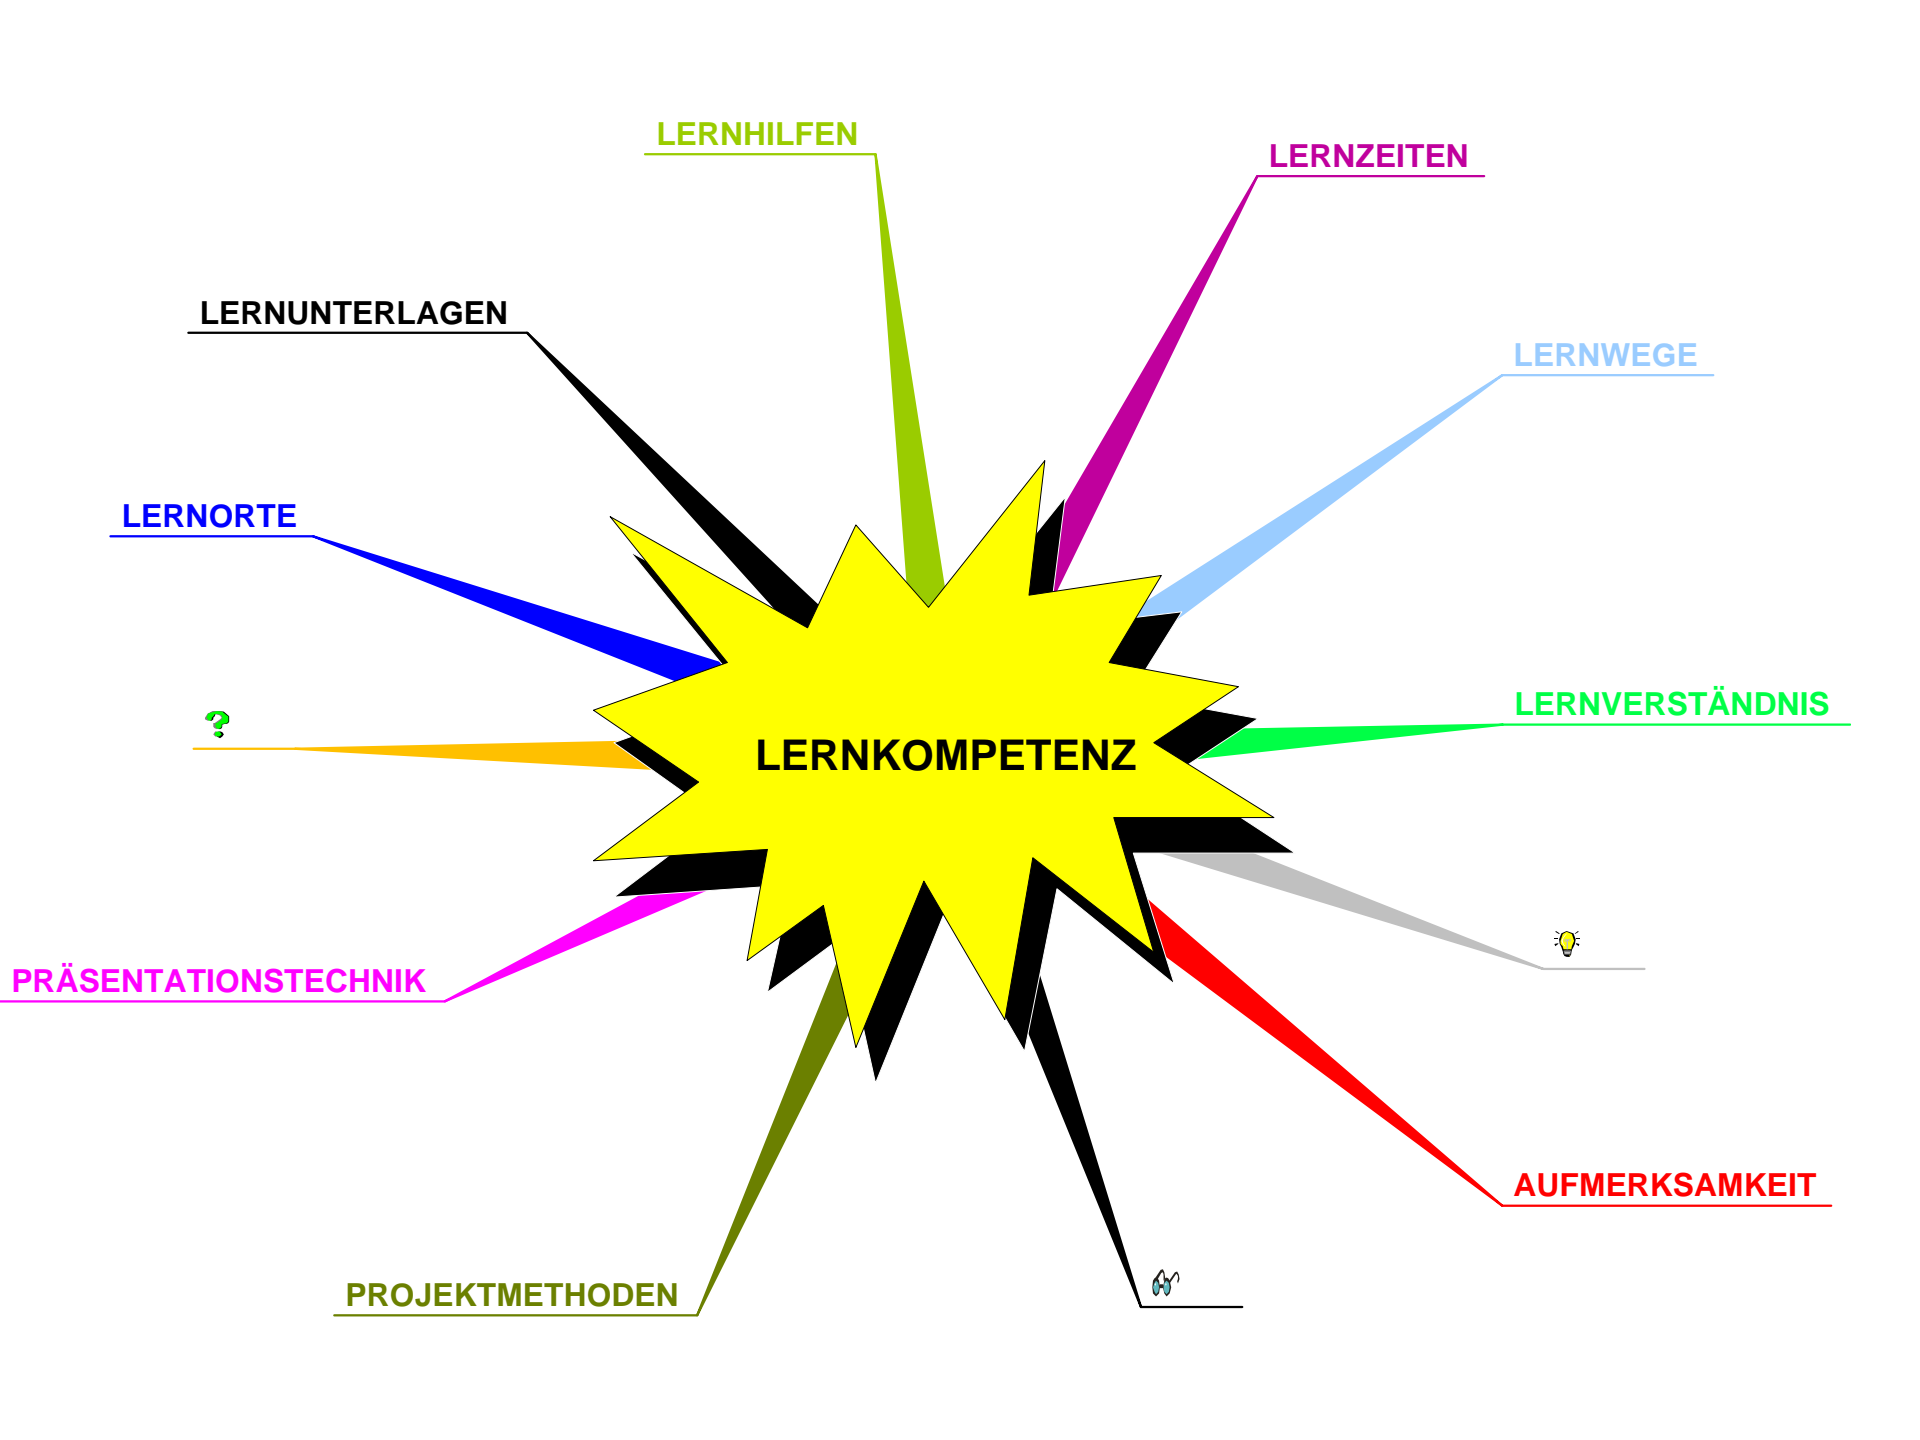 LERNHILFEN
LERNZEITEN
LERNUNTERLAGEN
LERNWEGE
LERNORTE
LERNVERSTÄNDNIS
?
LERNKOMPETENZ
PRÄSENTATIONSTECHNIK
AUFMERKSAMKEIT
PROJEKTMETHODEN